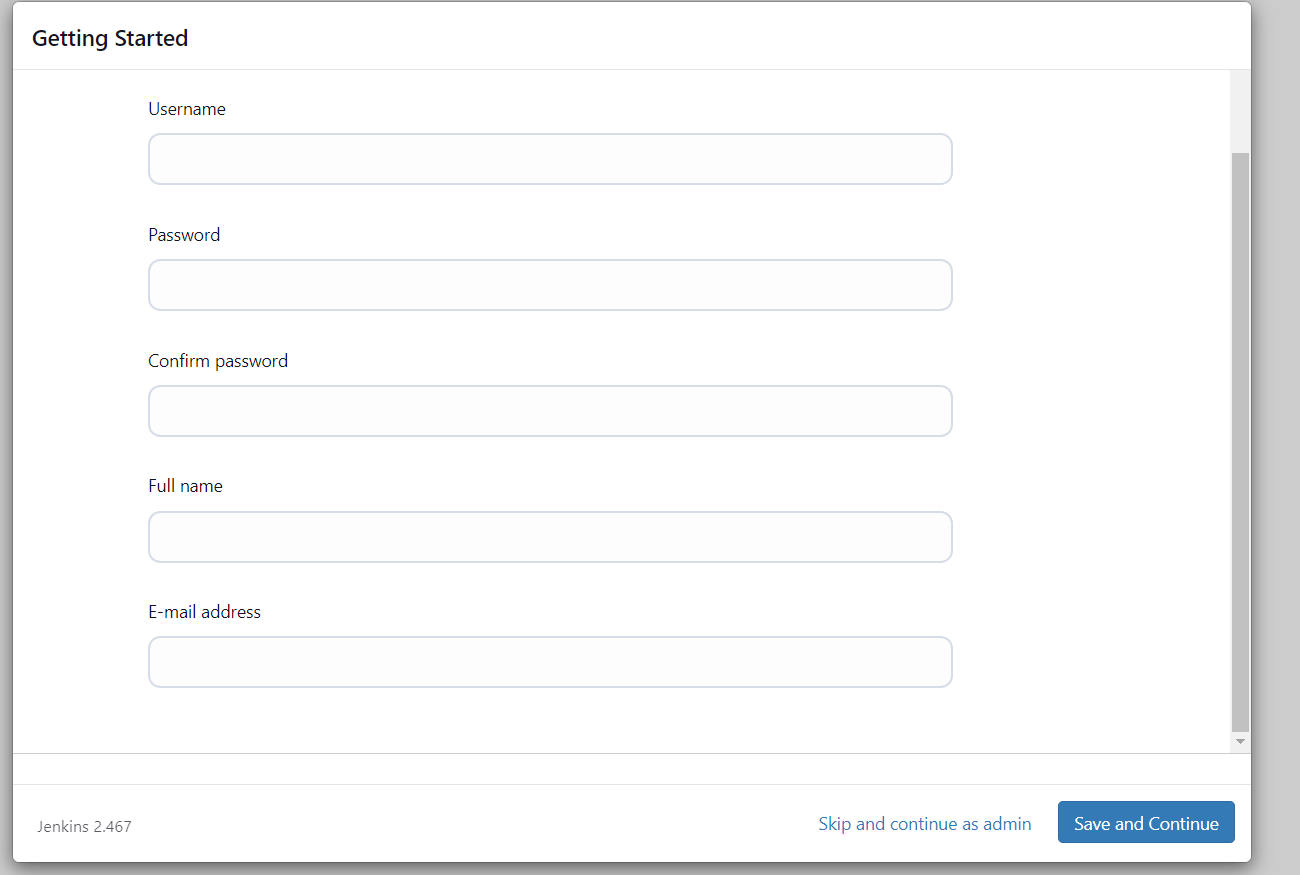 Getting Started
Username
Password
Confirm password
Full name
E-mail address
Jenkins 2.467
Skip and continue as admin
Save and Continue